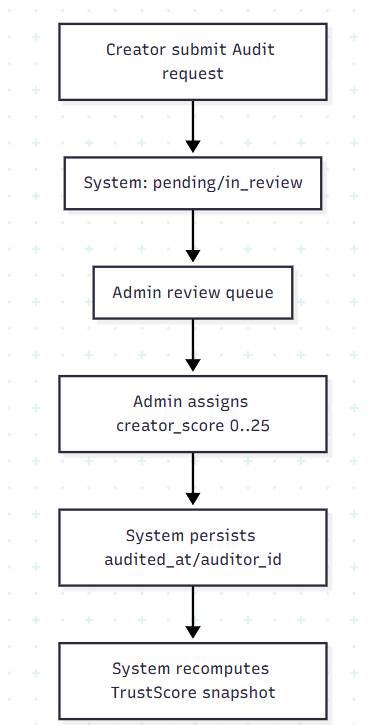 Creator submit Audit
request
System: pending/in_review
Admin review queue
Admin assigns
creator_score 0..25
System persists
audited_at/auditor_id
System recomputes
TrustScore snapshot